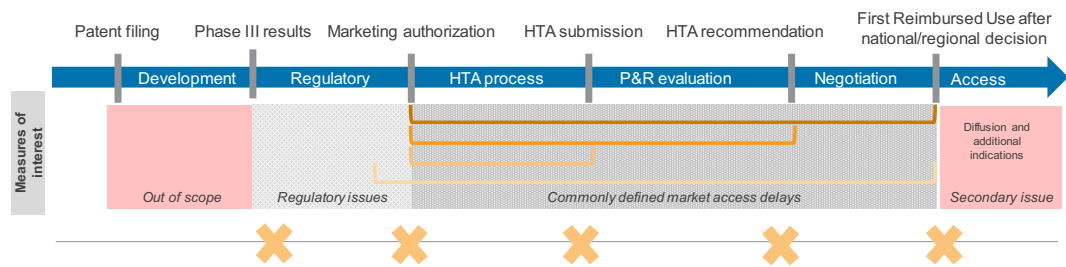 Patent filing
Phase III results
Marketing authorization
HTA submission
HTA recommendation
First Reimbursed Use after
national/regional decision
Development
Regulatory
HTA process
P&R evaluation
Negotiation
Access
Measures of
interest
Diffusion and
additional
indications
Out of scope
Regulatory issues
Commonly defined market access delays
Secondary issue